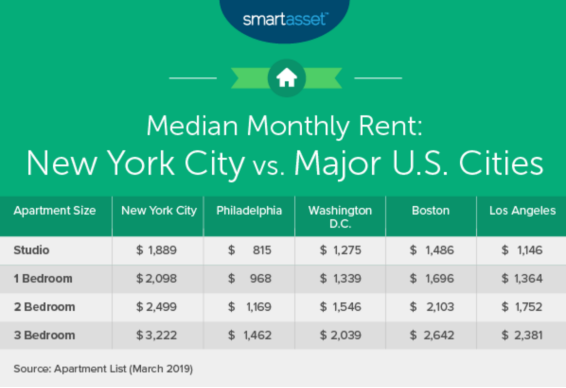 smartasset™
Median Monthly Rent:
New York City vs. Major U.S. Cities
Apartment Size New York City Philadelphia Washington D.C. Boston Los Angeles
Studio $ 1,889 $ 815 $ 1,275 $ 1,486 $ 1,146
1 Bedroom $ 2,098 $ 968 $ 1,339 $ 1,696 $ 1,364
2 Bedroom $ 2,499 $ 1,169 $ 1,546 $ 2,103 $ 1,752
3 Bedroom $ 3,222 $ 1,462 $ 2,039 $ 2,642 $ 2,381
Source: Apartment List (March 2019)